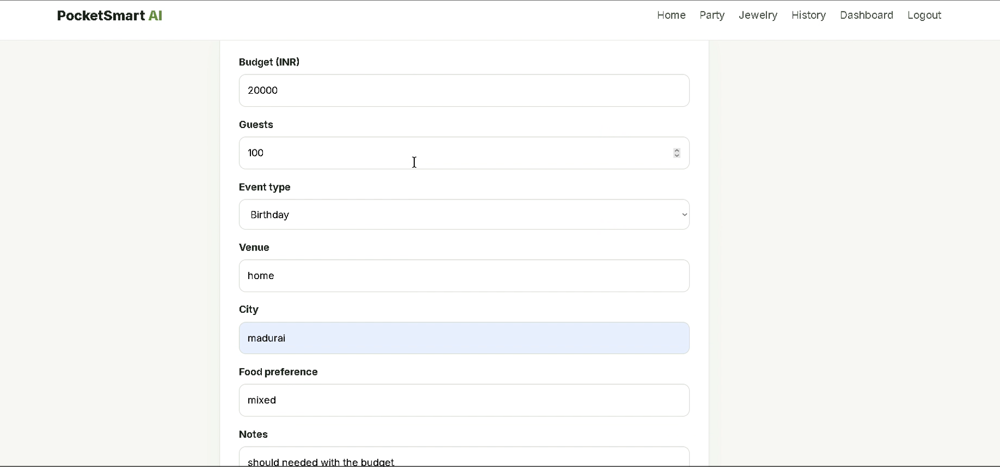 PocketSmart AI
Home Party Jewelry History Dashboard Logout
Budget (INR)
20000
Guests
100
Event type
Birthday
Venue
home
City
madurai
Food preference
mixed
Notes
should needed with the budget